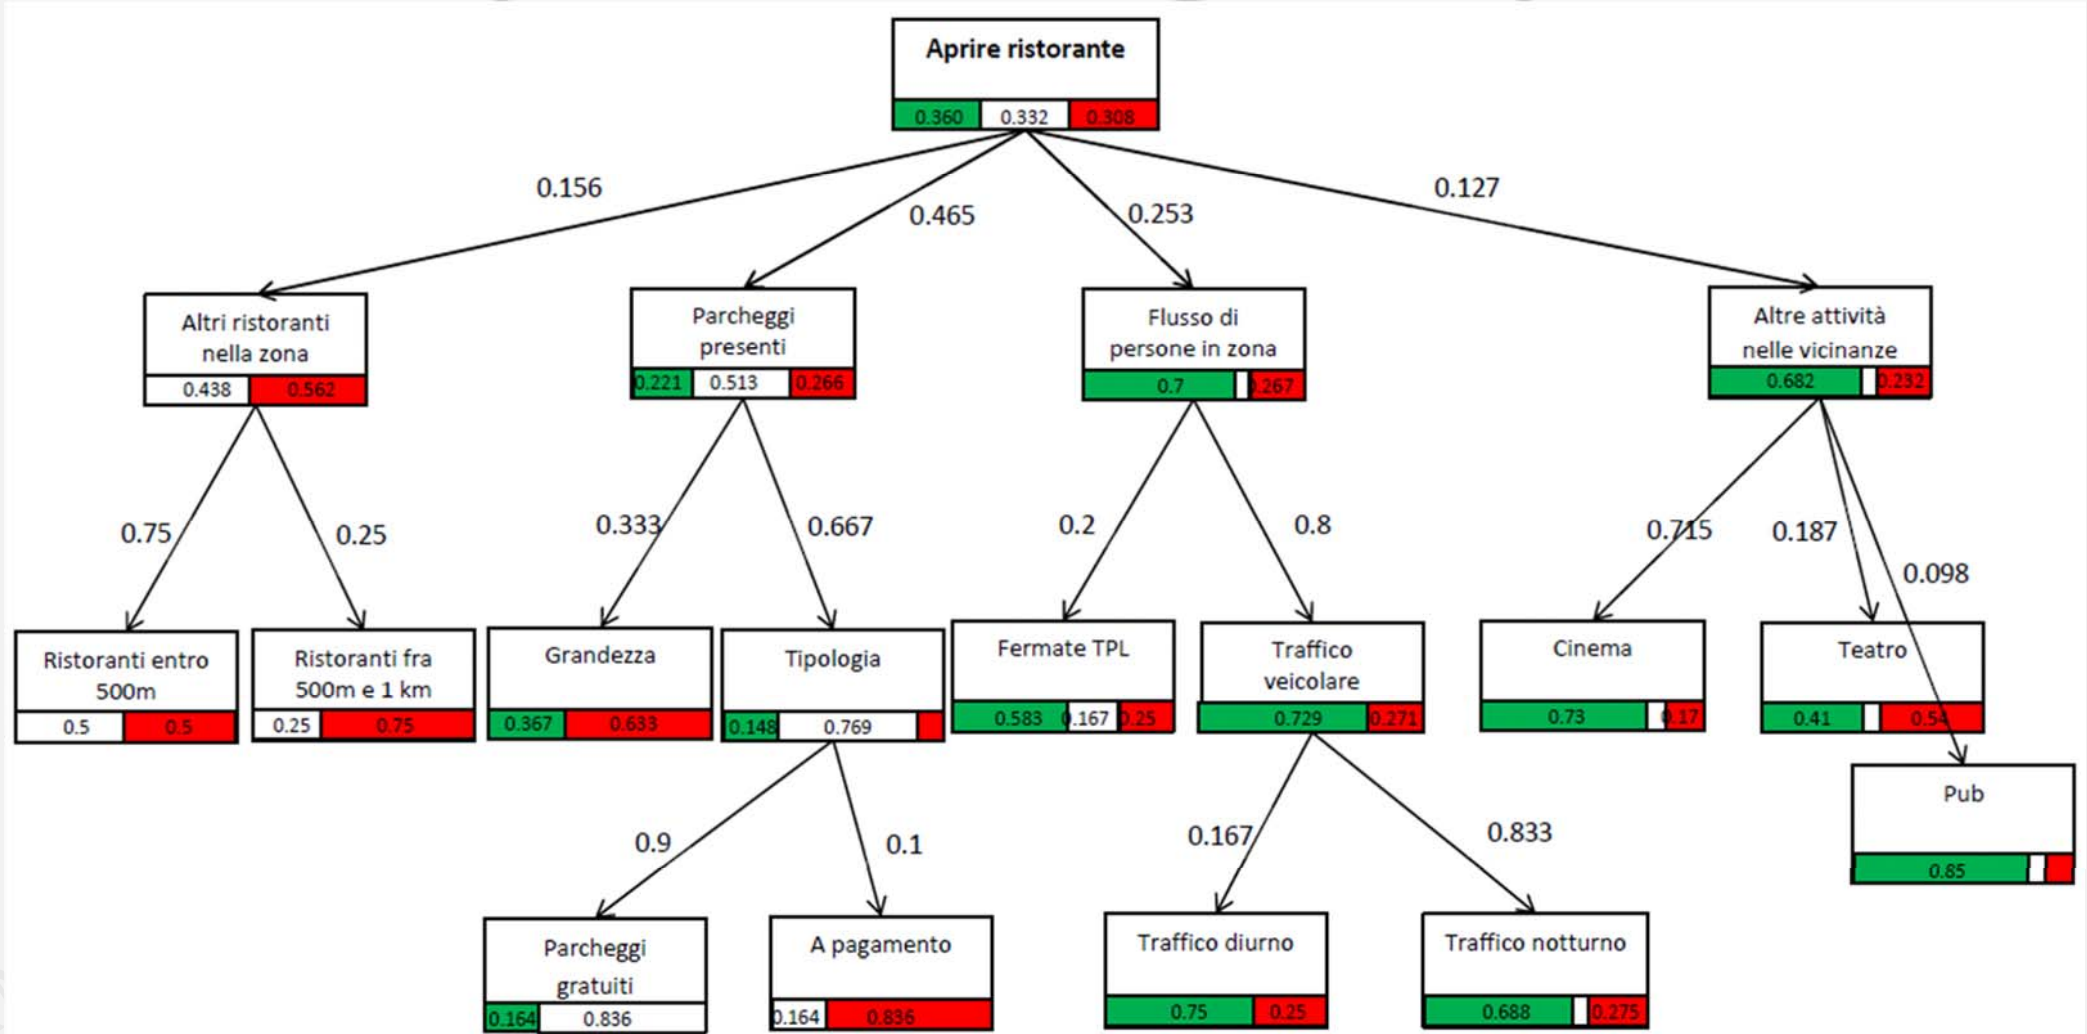 Aprire ristorante
0.360 0.332 0.308
0.156
0.465
0.253
0.127
Altri ristoranti
nella zona
0.438 0.562
Parcheggi
presenti
0.221 0.513 0.266
Flusso di
persone in zona
0.7 0.267
Altre attività
nelle vicinanze
0.682 0.232
0.75
0.25
0.333
0.667
0.2
0.8
0.715
0.187
0.098
Ristoranti entro
500m
0.5 0.5
Ristoranti fra
500m e 1 km
0.25 0.75
Grandezza
0.367 0.633
Tipologia
0.148 0.769
Fermate TPL
0.583 0.167 0.25
Traffico
veicolare
0.729 0.271
Cinema
0.73 0.17
Teatro
0.41 0.54
Pub
0.85
0.9
0.1
0.167
0.833
Parcheggi
gratuiti
0.164 0.836
A pagamento
0.164 0.836
Traffico diurno
0.75 0.25
Traffico notturno
0.688 0.275